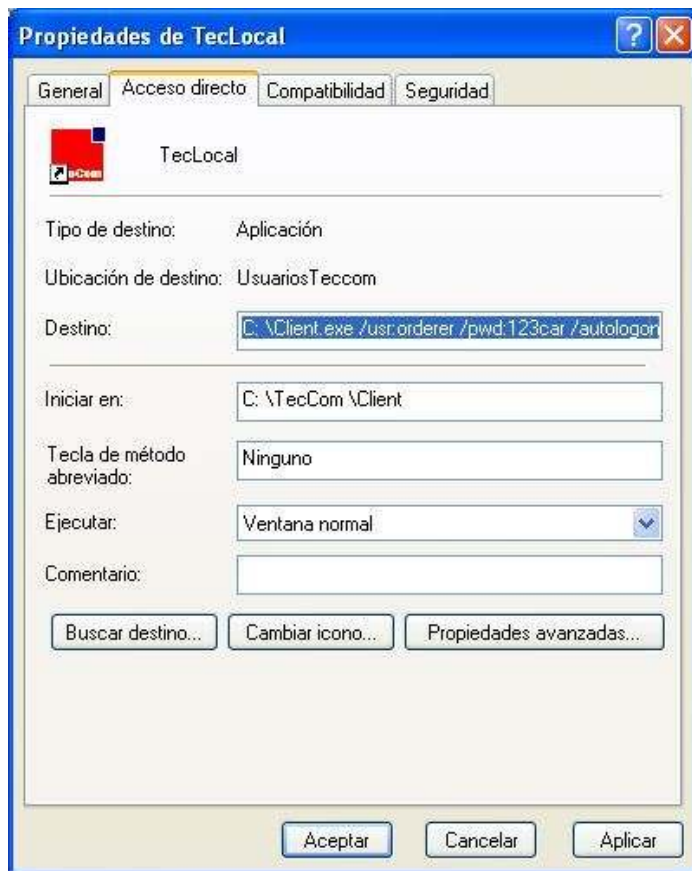 Propiedades de TecLocal
General Acceso directo Compatibilidad Seguridad
TecLocal
Tipo de destino: Aplicación
Ubicación de destino: UsuariosTeccom
Destino: C: \Client.exe /usr:orderer /pwd:123car /autologon
Iniciar en: C: \TecCom \Client
Tecla de método abreviado: Ninguno
Ejecutar: Ventana normal
Comentario:
Buscar destino... Cambiar icono... Propiedades avanzadas...
Aceptar Cancelar Aplicar